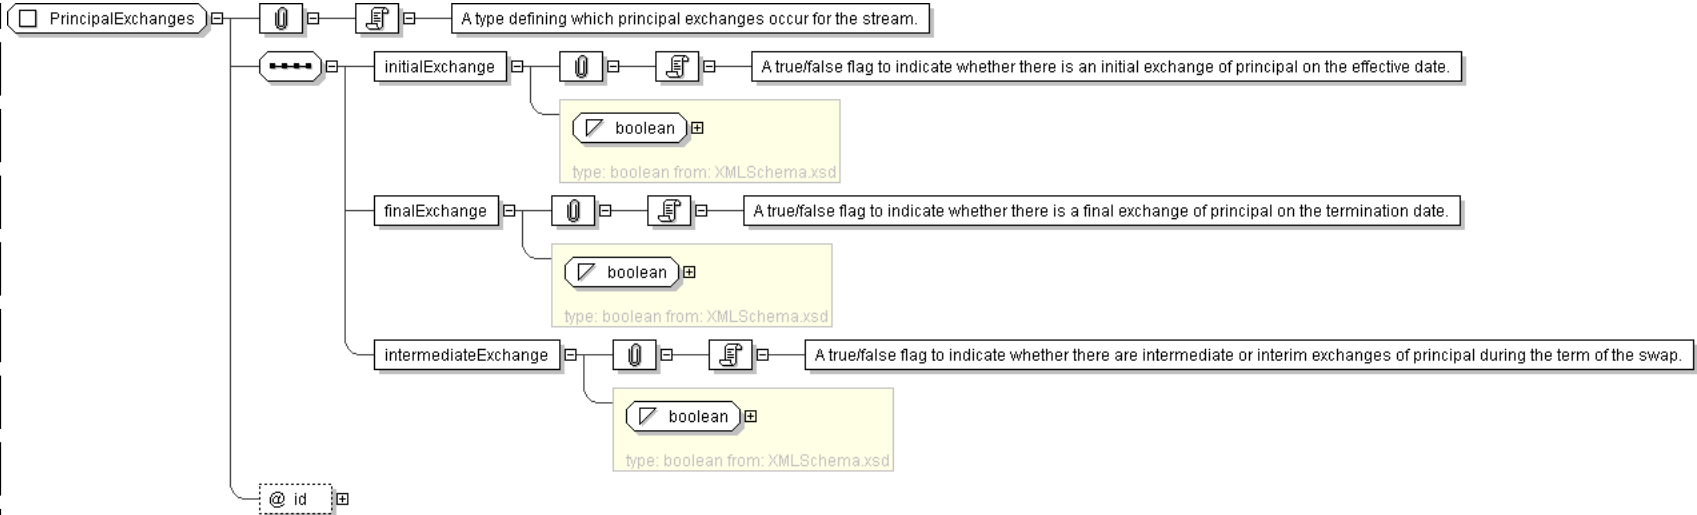 PrincipalExchanges
A type defining which principal exchanges occur for the stream.
initialExchange
A true/false flag to indicate whether there is an initial exchange of principal on the effective date.
boolean
type: boolean from: XMLSchema.xsd
finalExchange
A true/false flag to indicate whether there is a final exchange of principal on the termination date.
boolean
type: boolean from: XMLSchema.xsd
intermediateExchange
A true/false flag to indicate whether there are intermediate or interim exchanges of principal during the term of the swap.
boolean
type: boolean from: XMLSchema.xsd
@ id